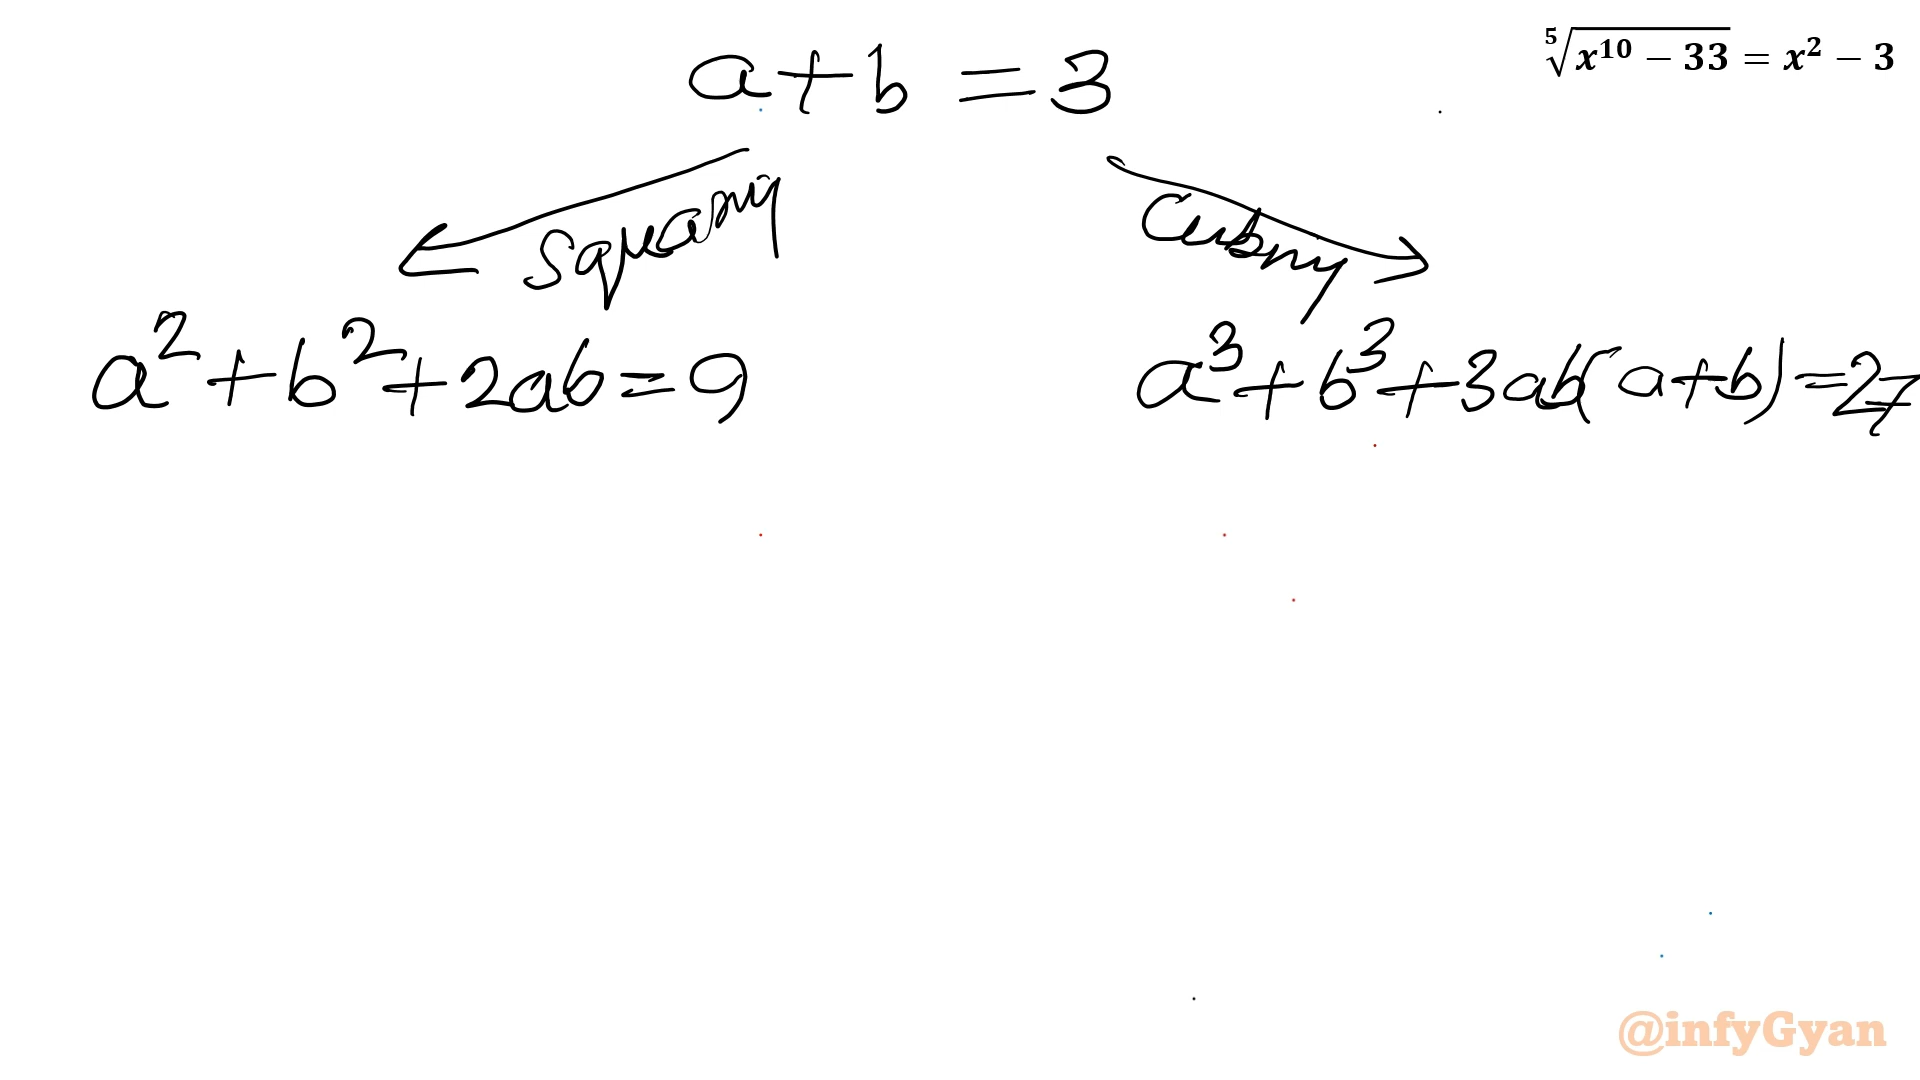 a+b = 3
⁵√(x¹⁰ − 33) = x² − 3
Squaring
Cubing
a²+b²+2ab=9
a³+b³+3ab(a+b)=27
@infyGyan